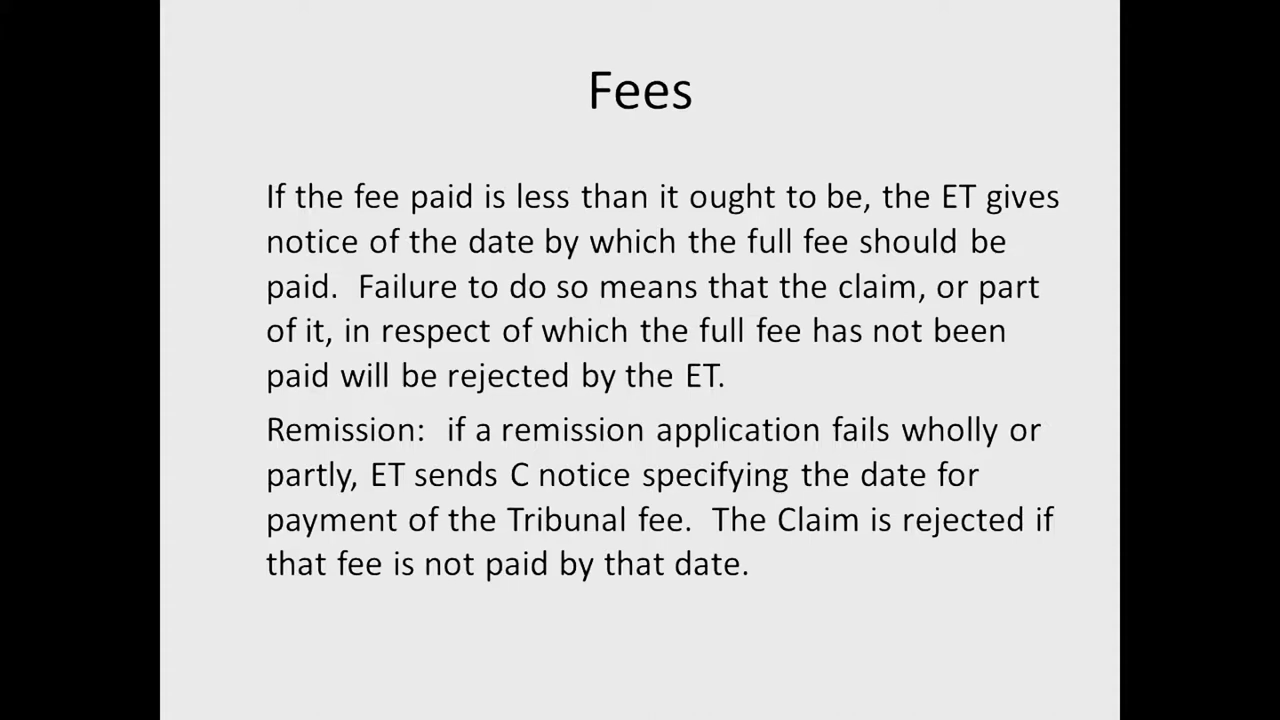 Fees
If the fee paid is less than it ought to be, the ET gives
notice of the date by which the full fee should be
paid.  Failure to do so means that the claim, or part
of it, in respect of which the full fee has not been
paid will be rejected by the ET.
Remission:  if a remission application fails wholly or
partly, ET sends C notice specifying the date for
payment of the Tribunal fee.  The Claim is rejected if
that fee is not paid by that date.